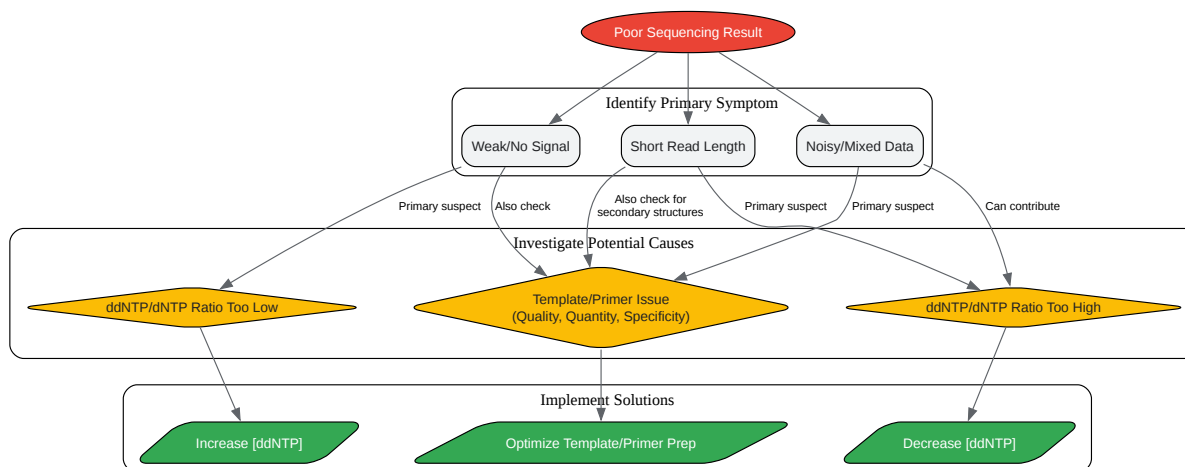 Poor Sequencing Result
Identify Primary Symptom
Weak/No Signal
Short Read Length
Noisy/Mixed Data
Primary suspect
Also check
Also check for
secondary structures
Primary suspect
Primary suspect
Can contribute
Investigate Potential Causes
ddNTP/dNTP Ratio Too Low
Template/Primer Issue
(Quality, Quantity, Specificity)
ddNTP/dNTP Ratio Too High
Implement Solutions
Increase [ddNTP]
Optimize Template/Primer Prep
Decrease [ddNTP]